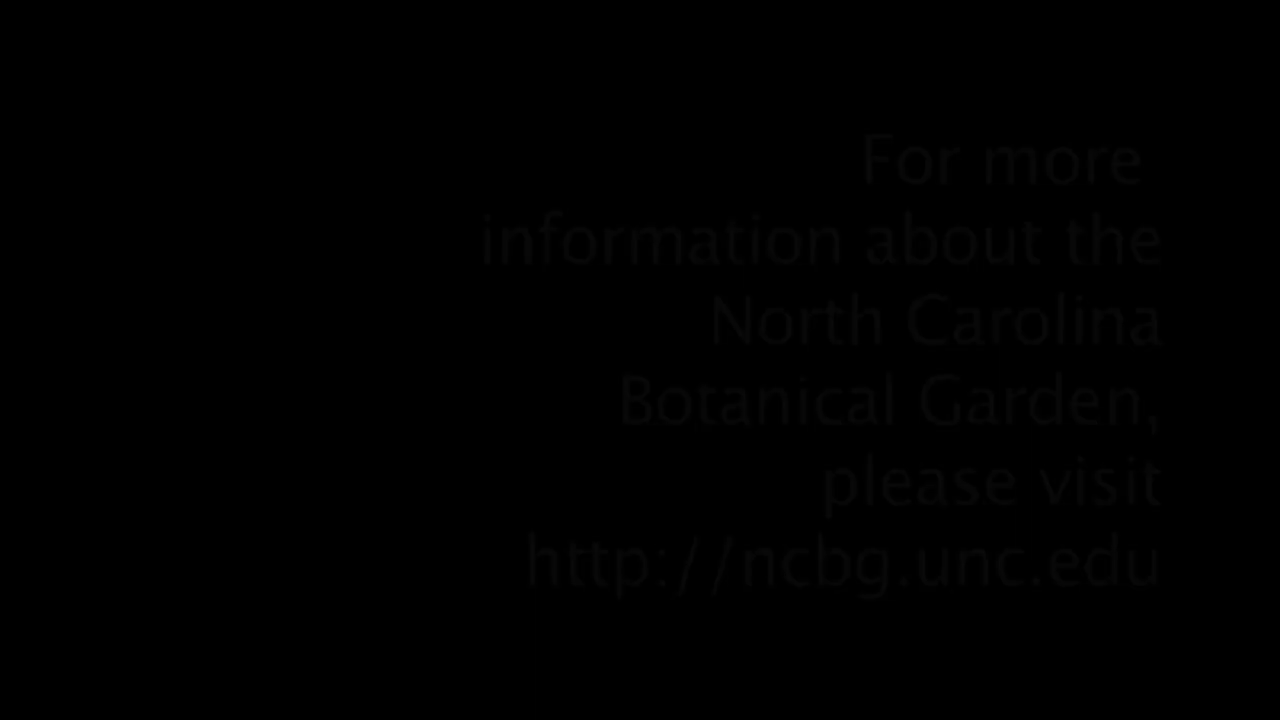 For more
information about the
North Carolina
Botanical Garden,
please visit
http://ncbg.unc.edu